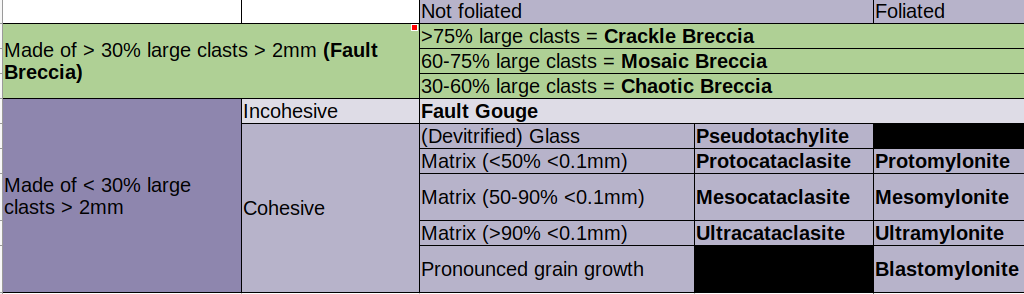 Not foliated
Foliated
Made of > 30% large clasts > 2mm (Fault
Breccia)
>75% large clasts = Crackle Breccia
60-75% large clasts = Mosaic Breccia
30-60% large clasts = Chaotic Breccia
Made of < 30% large
clasts > 2mm
Incohesive
Fault Gouge
Cohesive
(Devitrified) Glass
Pseudotachylite
Matrix (<50% <0.1mm)
Protocataclasite
Protomylonite
Matrix (50-90% <0.1mm)
Mesocataclasite
Mesomylonite
Matrix (>90% <0.1mm)
Ultracataclasite
Ultramylonite
Pronounced grain growth
Blastomylonite